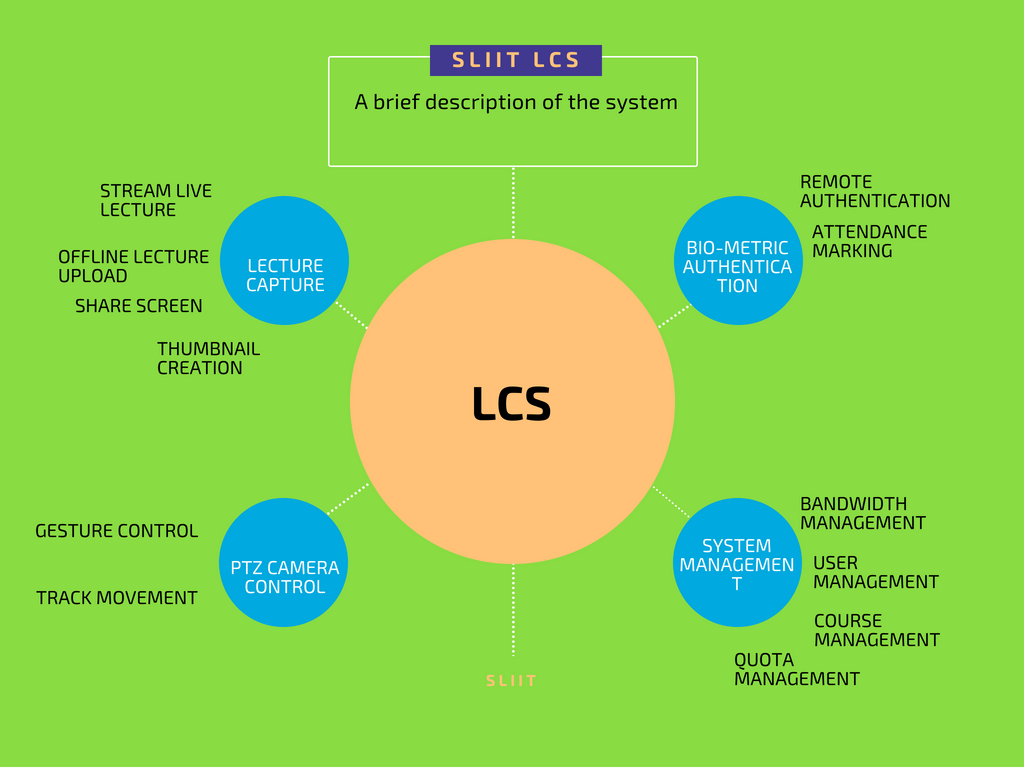 SLIIT LCS
A brief description of the system
STREAM LIVE
LECTURE
OFFLINE LECTURE
UPLOAD
SHARE SCREEN
THUMBNAIL
CREATION
LECTURE
CAPTURE
REMOTE
AUTHENTICATION
ATTENDANCE
MARKING
BIO-METRIC
AUTHENTICA
TION
LCS
GESTURE CONTROL
TRACK MOVEMENT
PTZ CAMERA
CONTROL
SYSTEM
MANAGEMEN
T
BANDWIDTH
MANAGEMENT
USER
MANAGEMENT
COURSE
MANAGEMENT
QUOTA
MANAGEMENT
SLIIT